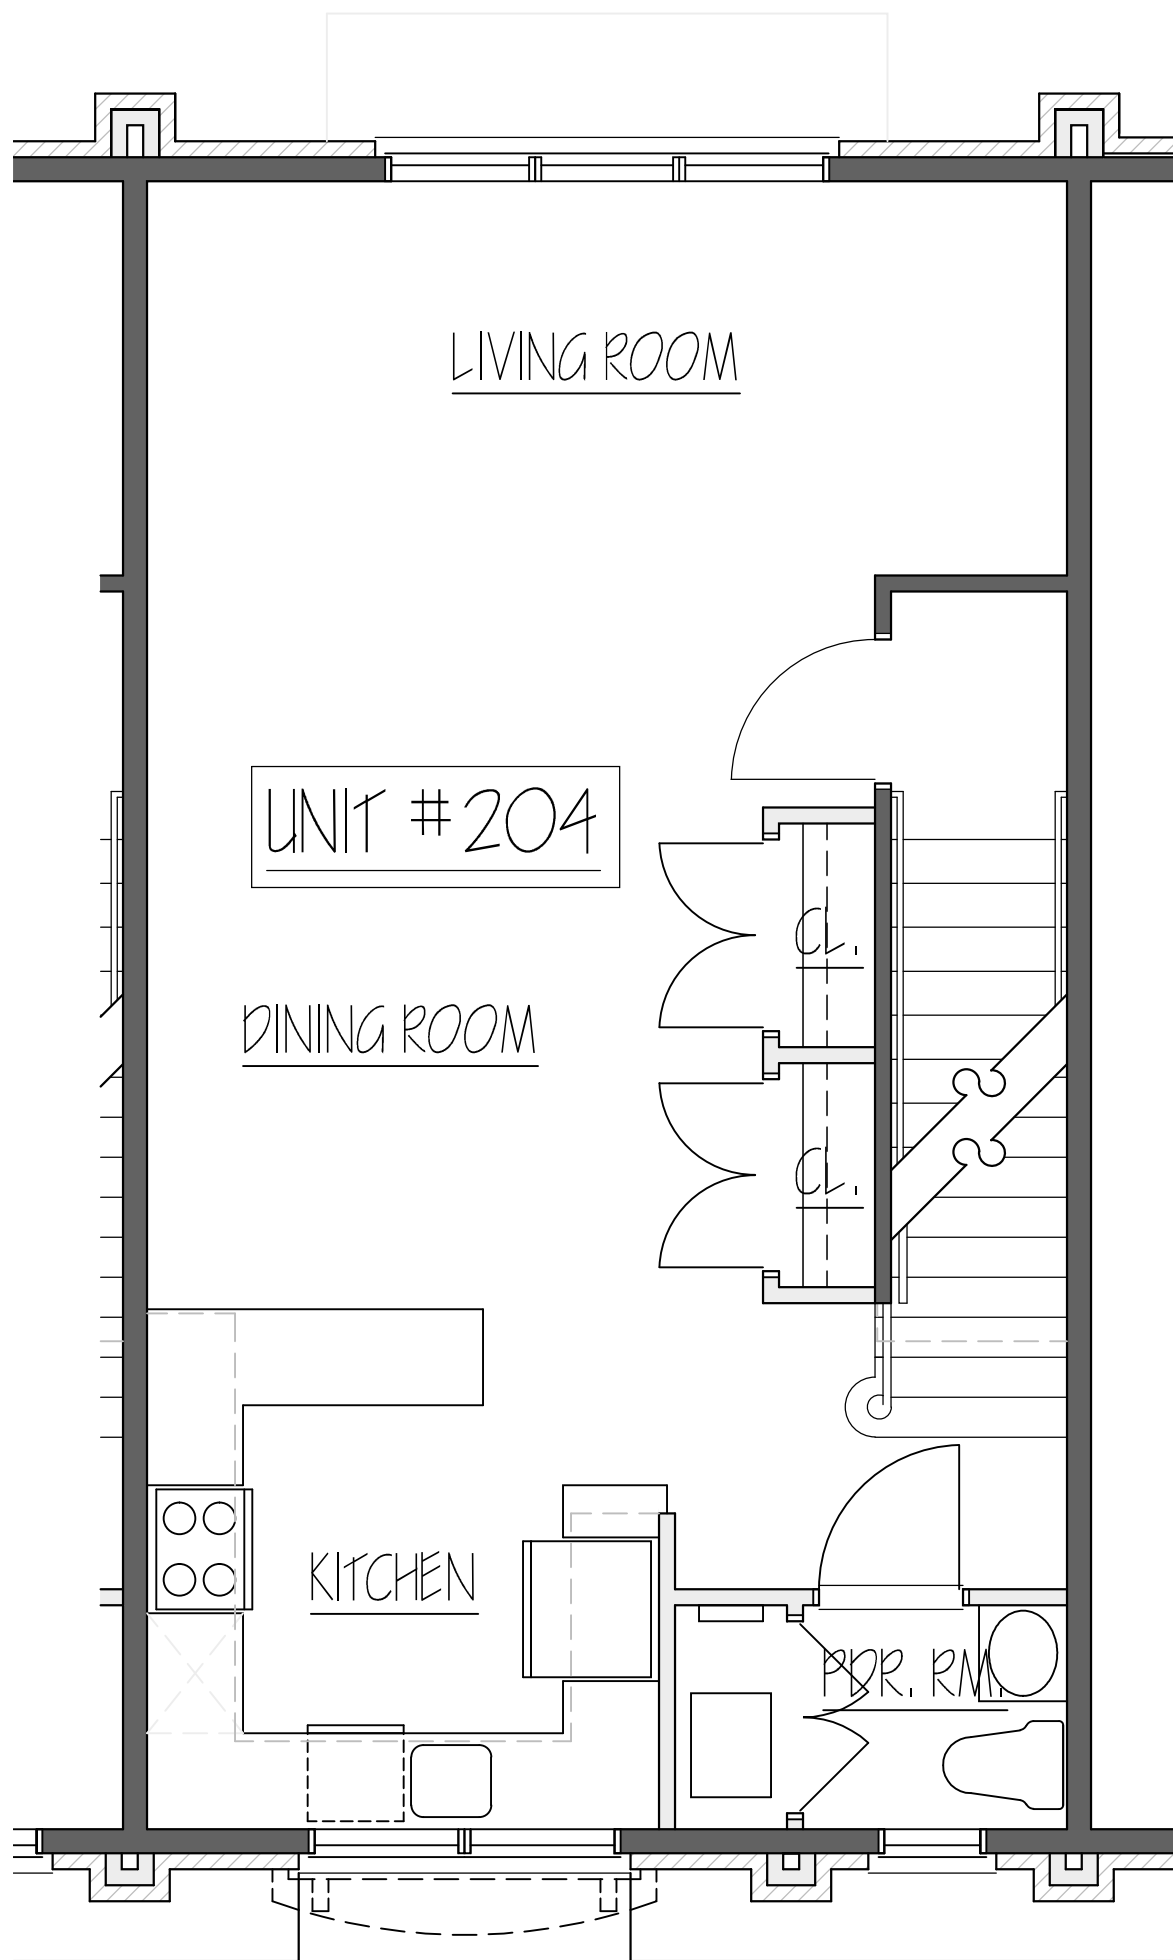 LIVING ROOM
UNIT #204
CL.
DINING ROOM
CL.
KITCHEN
PDR. RM.